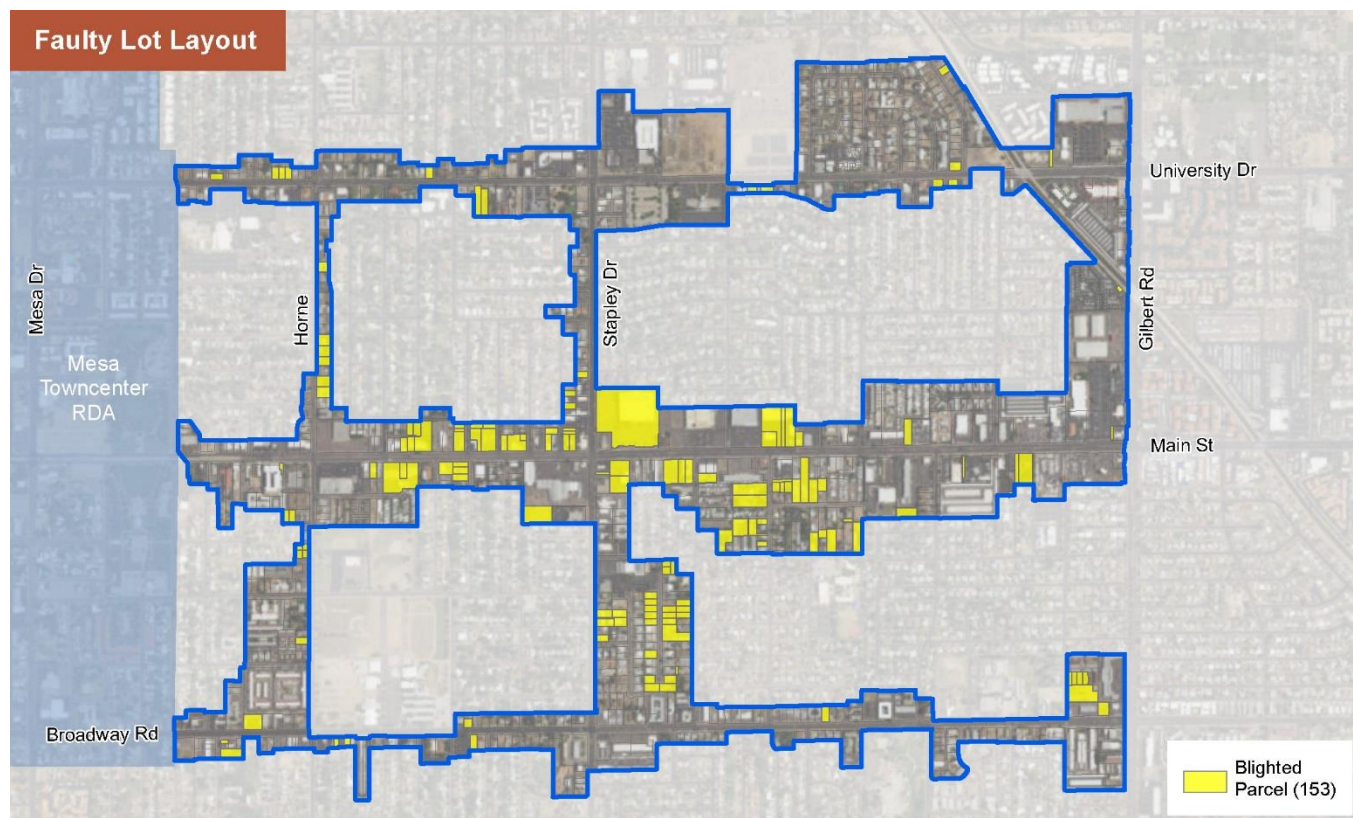 Faulty Lot Layout
University Dr
Mesa Dr
Horne
Stapley Dr
Gilbert Rd
Mesa
Towncenter
RDA
Main St
Broadway Rd
Blighted
Parcel (153)